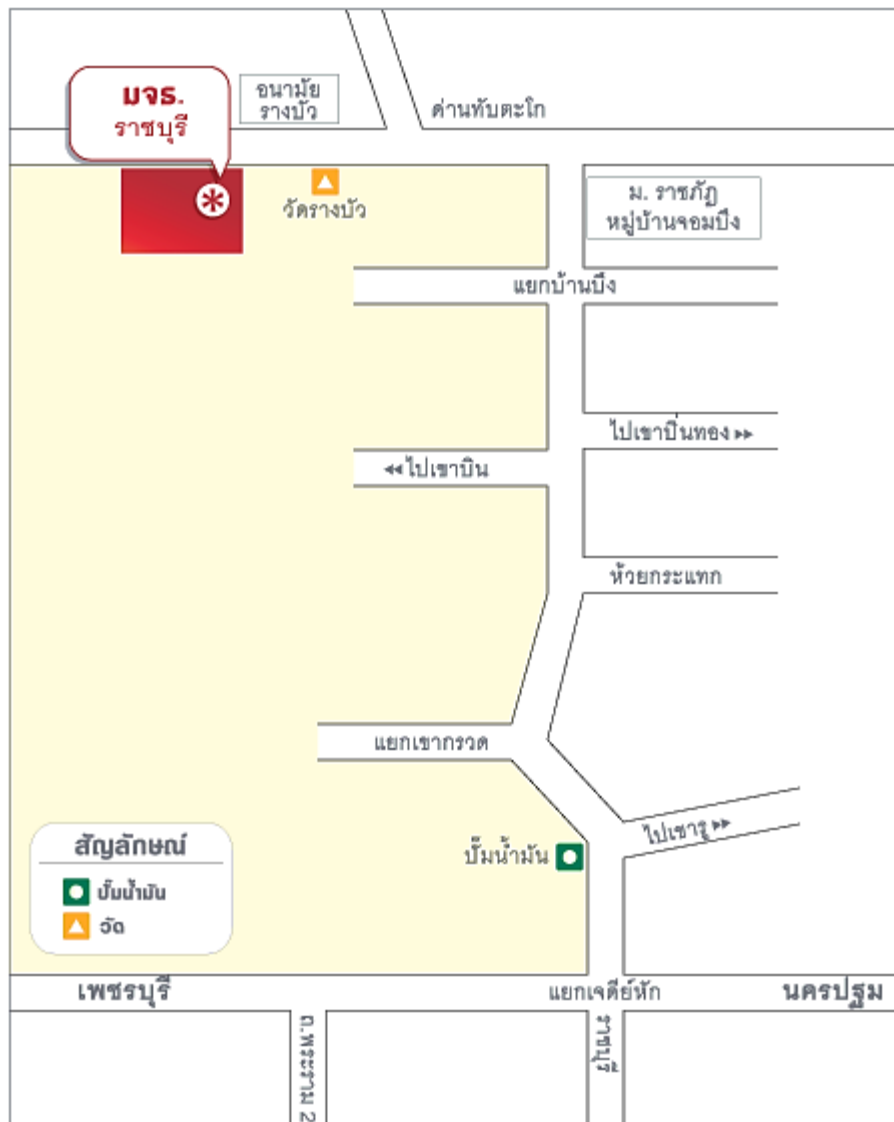 มจธ.
ราชบุรี
อนามัย
รางบัว
ด่านทับตะโก
วัดรางบัว
ม. ราชภัฏ
หมู่บ้านจอมบึง
แยกบ้านบึง
ไปเขาปิ่นทอง
ไปเขาบิน
ห้วยกระแทก
แยกเขากรวด
ไปเขารู
ปั๊มน้ำมัน
สัญลักษณ์
ปั๊มน้ำมัน
วัด
เพชรบุรี
แยกเจดีย์หัก
นครปฐม
ถ.พระราม 2
ราชบุรี